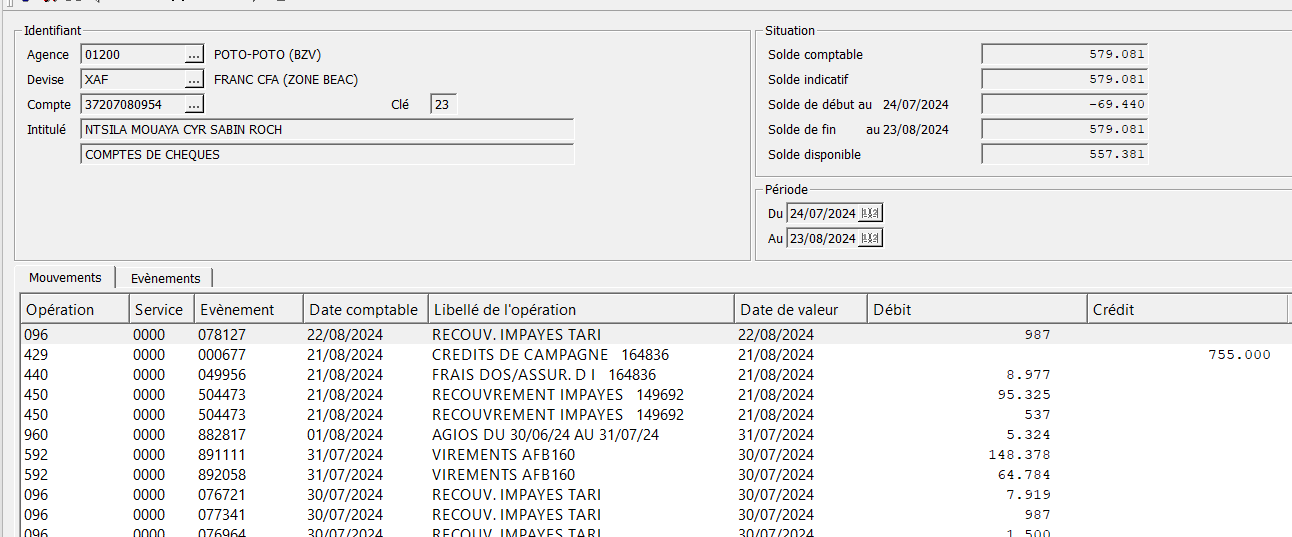 Identifiant
Agence 01200 ... POTO-POTO (BZV)
Devise XAF ... FRANC CFA (ZONE BEAC)
Compte 37207080954 ... Clé 23
Intitulé NTSILA MOUAYA CYR SABIN ROCH
COMPTES DE CHEQUES
Situation
Solde comptable 579.081
Solde indicatif 579.081
Solde de début au 24/07/2024 -69.440
Solde de fin au 23/08/2024 579.081
Solde disponible 557.381
Période
Du 24/07/2024
Au 23/08/2024
Mouvements Evènements
Opération Service Evènement Date comptable Libellé de l'opération Date de valeur Débit Crédit
096 0000 078127 22/08/2024 RECOUV. IMPAYES TARI 22/08/2024 987
429 0000 000677 21/08/2024 CREDITS DE CAMPAGNE 164836 21/08/2024 755.000
440 0000 049956 21/08/2024 FRAIS DOS/ASSUR. D I 164836 21/08/2024 8.977
450 0000 504473 21/08/2024 RECOUVREMENT IMPAYES 149692 21/08/2024 95.325
450 0000 504473 21/08/2024 RECOUVREMENT IMPAYES 149692 21/08/2024 537
960 0000 882817 01/08/2024 AGIOS DU 30/06/24 AU 31/07/24 31/07/2024 5.324
592 0000 891111 31/07/2024 VIREMENTS AFB160 30/07/2024 148.378
592 0000 892058 31/07/2024 VIREMENTS AFB160 30/07/2024 64.784
096 0000 076721 30/07/2024 RECOUV. IMPAYES TARI 30/07/2024 7.919
096 0000 077341 30/07/2024 RECOUV. IMPAYES TARI 30/07/2024 987
096 0000 076964 30/07/2024 RECOUV. IMPAYES TARI 30/07/2024 1.500